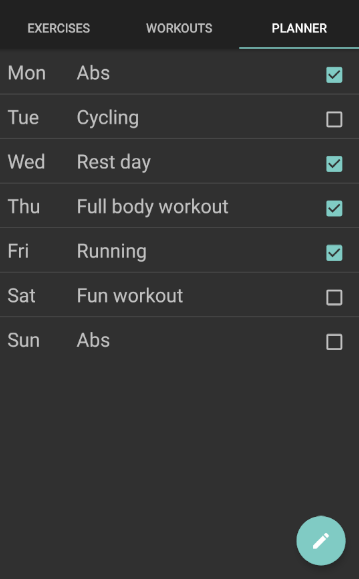 EXERCISES WORKOUTS PLANNER
Mon Abs
Tue Cycling
Wed Rest day
Thu Full body workout
Fri Running
Sat Fun workout
Sun Abs